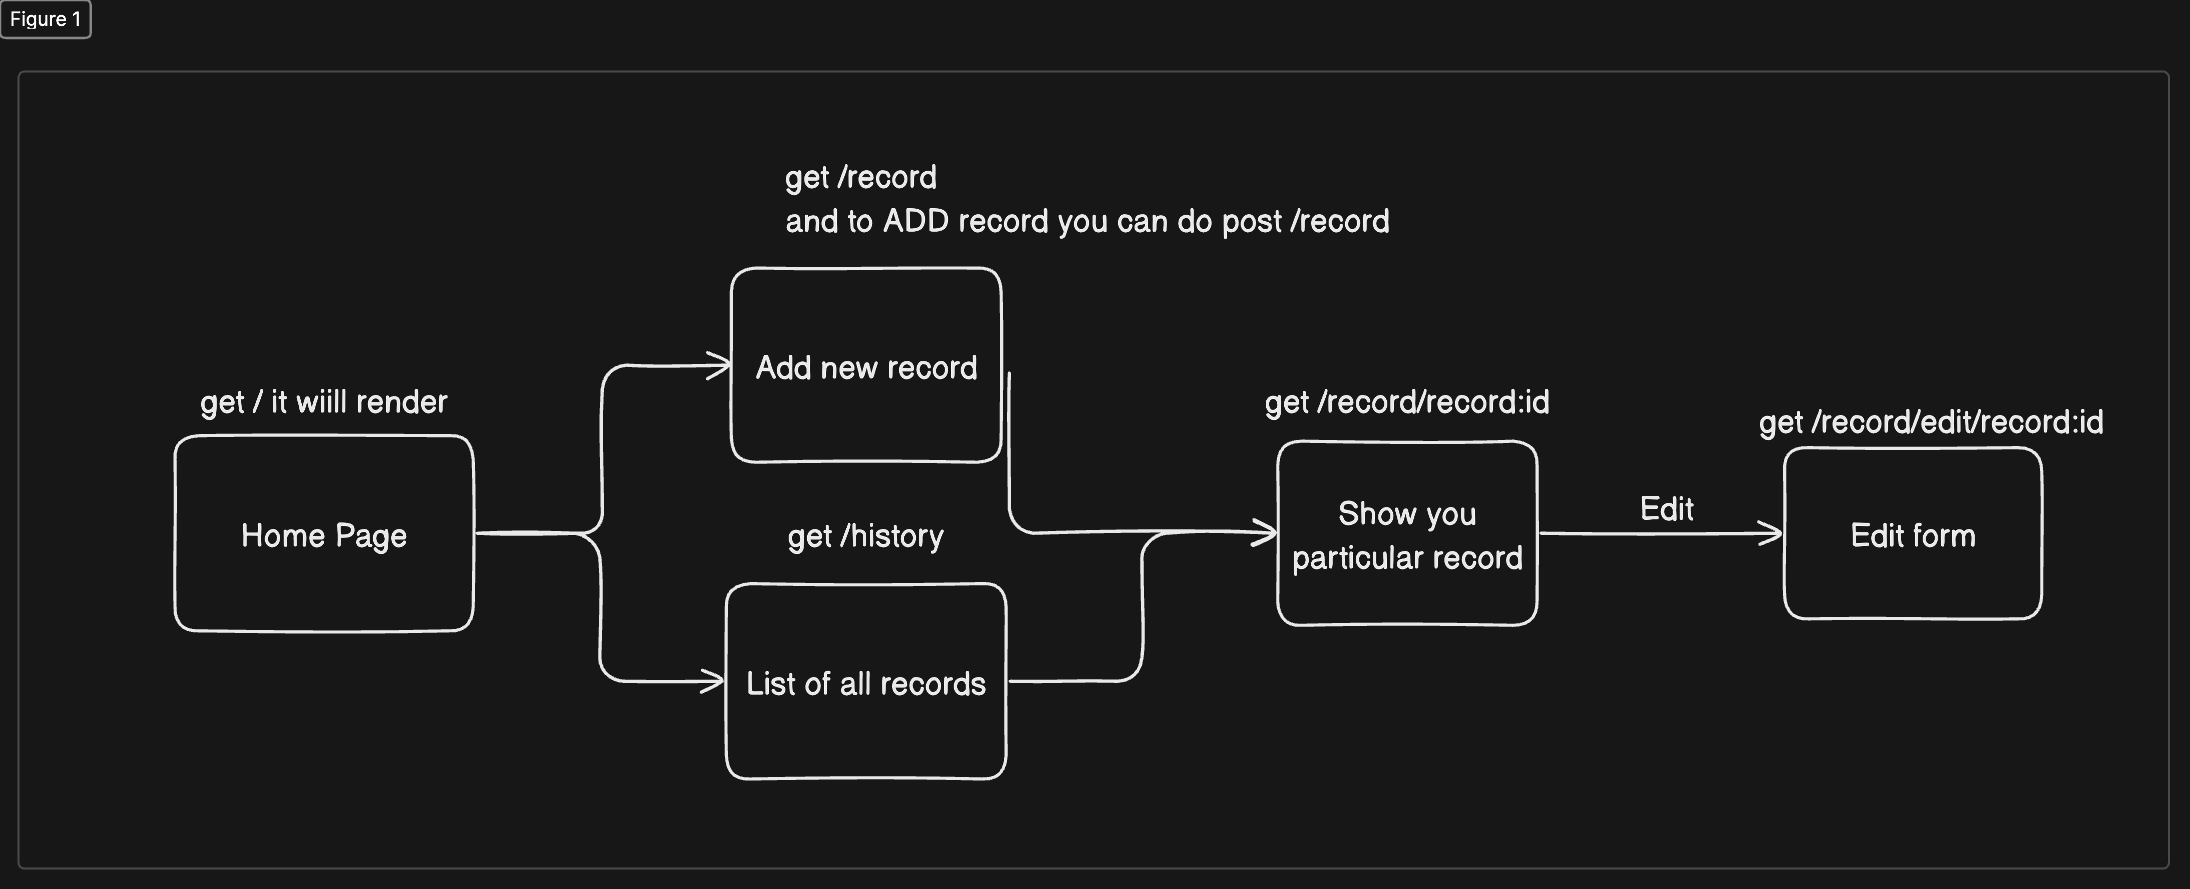 Figure 1
get /record
and to ADD record you can do post /record
Add new record
get / it wiill render
Home Page
get /history
List of all records
get /record/record:id
Show you
particular record
Edit
get /record/edit/record:id
Edit form